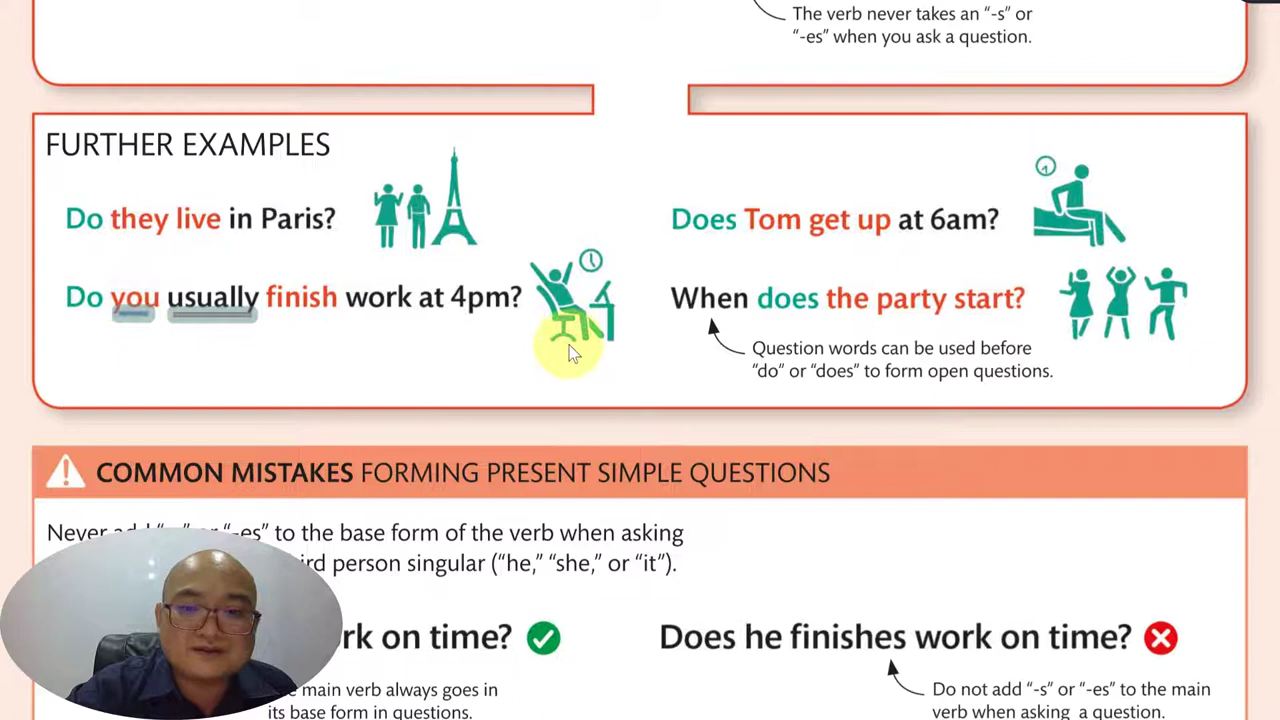 The verb never takes an “-s” or
“-es” when you ask a question.
FURTHER EXAMPLES
Do they live in Paris?
Does Tom get up at 6am?
Do you usually finish work at 4pm?
When does the party start?
Question words can be used before
“do” or “does” to form open questions.
COMMON MISTAKES FORMING PRESENT SIMPLE QUESTIONS
Never “-es” to the base form of the verb when asking
person singular (“he,” “she,” or “it”).
on time?
Does he finishes work on time?
main verb always goes in
its base form in questions.
Do not add “-s” or “-es” to the main
verb when asking a question.